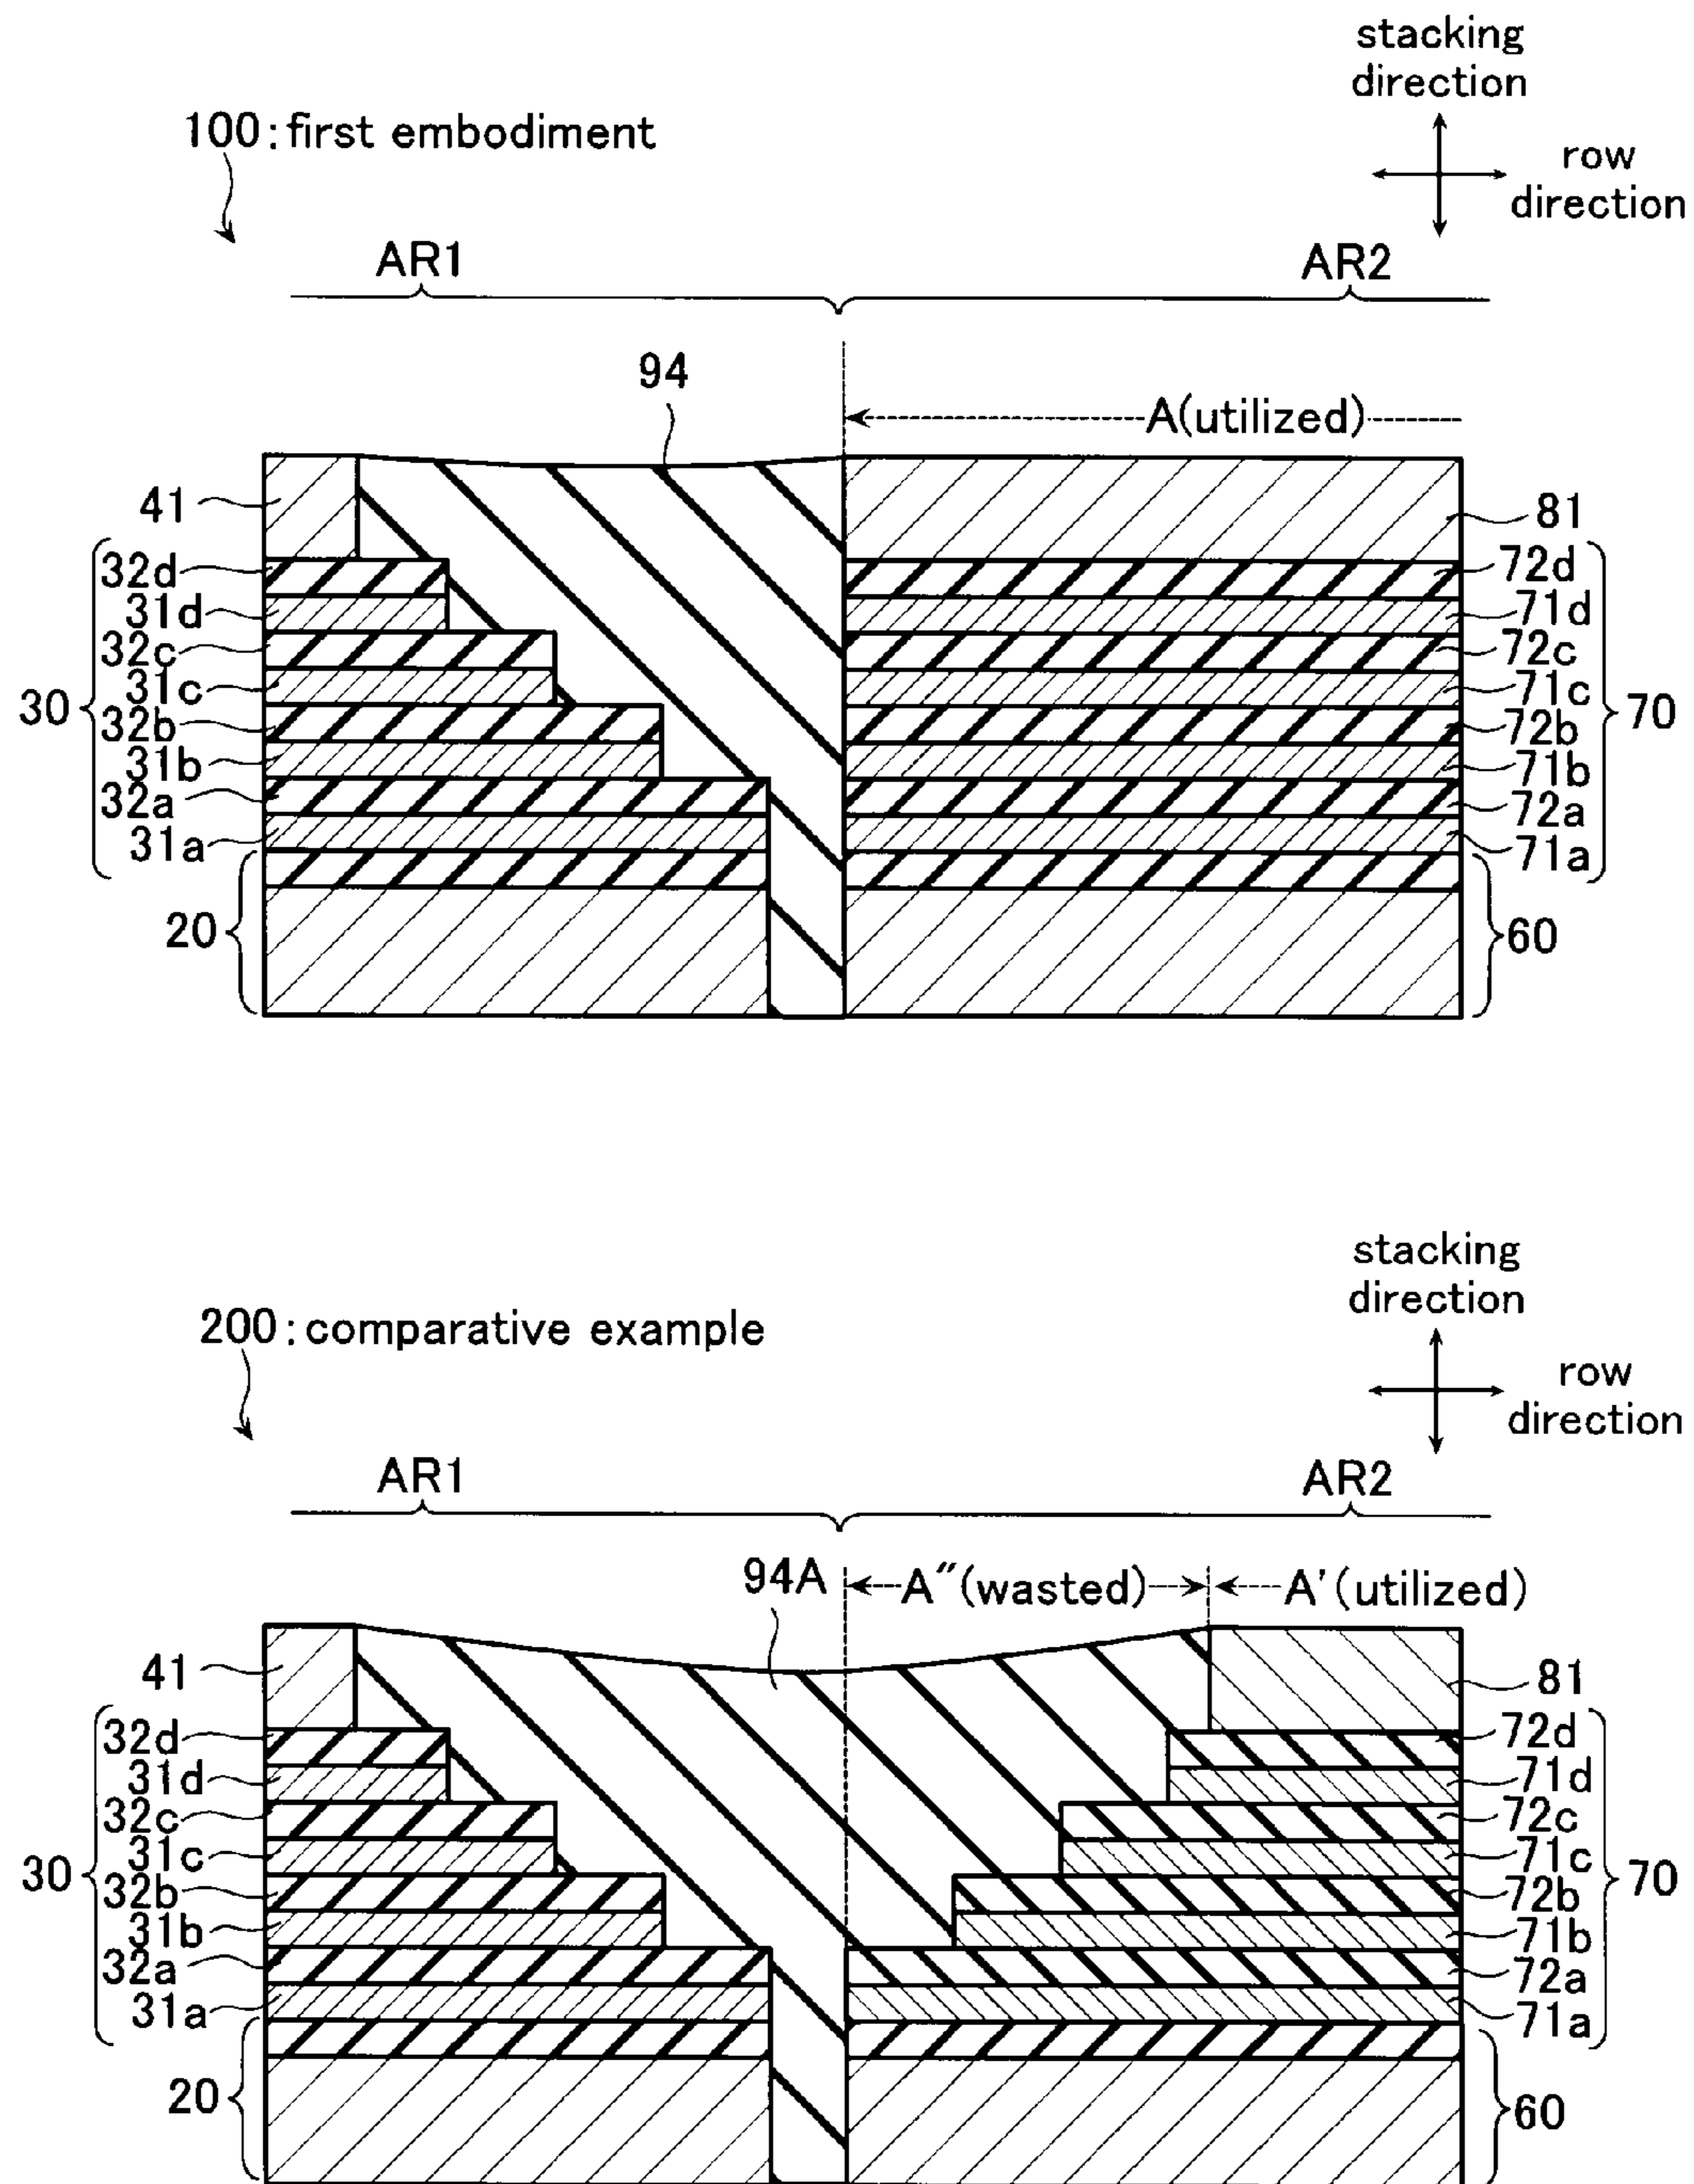 stacking
direction
100:first embodiment
row
direction
AR1
AR2
94
A(utilized)
41
81
32d
72d
31d
71d
32c
72c
31c
71c
30
70
32b
72b
31b
71b
32a
72a
31a
71a
20
60
stacking
direction
200:comparative example
row
direction
AR1
AR2
94A
A″(wasted)
A'(utilized)
41
81
32d
72d
31d
71d
32c
72c
31c
71c
30
70
32b
72b
31b
71b
32a
72a
31a
71a
20
60